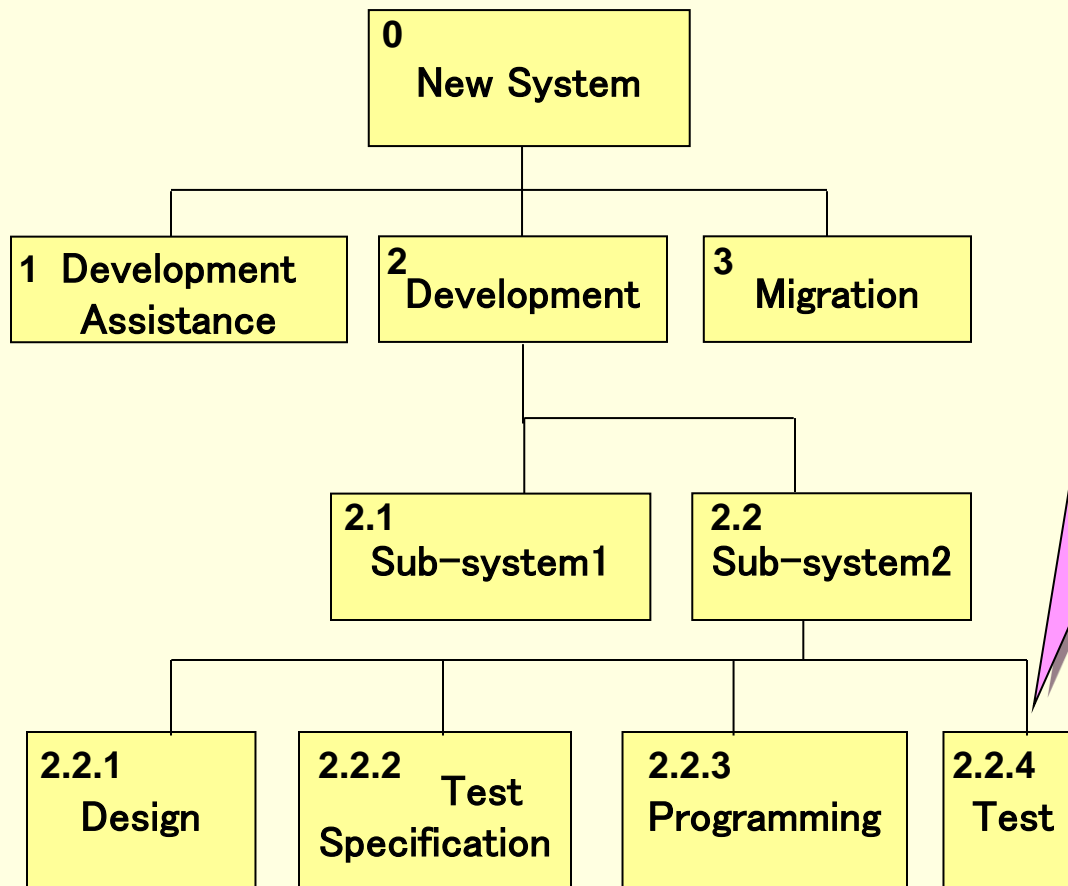 0
New System
1 Development
Assistance
2
Development
3
Migration
2.1
Sub-system1
2.2
Sub-system2
2.2.1
Design
2.2.2
Test
Specification
2.2.3
Programming
2.2.4
Test